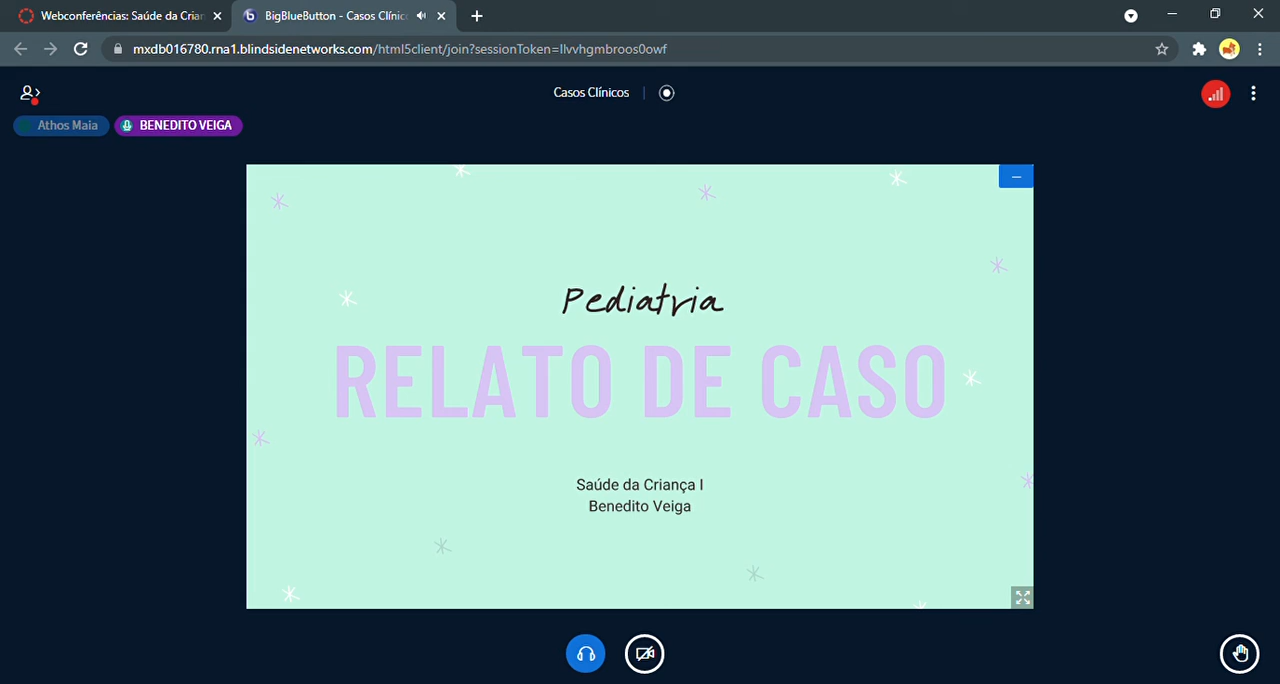 Webconferências: Saúde da Crian
BigBlueButton - Casos Clínic
mxdb016780.rna1.blindsidenetworks.com/html5client/join?sessionToken=llvvhgmbroos0owf
Casos Clínicos
Athos Maia
BENEDITO VEIGA
Pediatria
RELATO DE CASO
Saúde da Criança I
Benedito Veiga